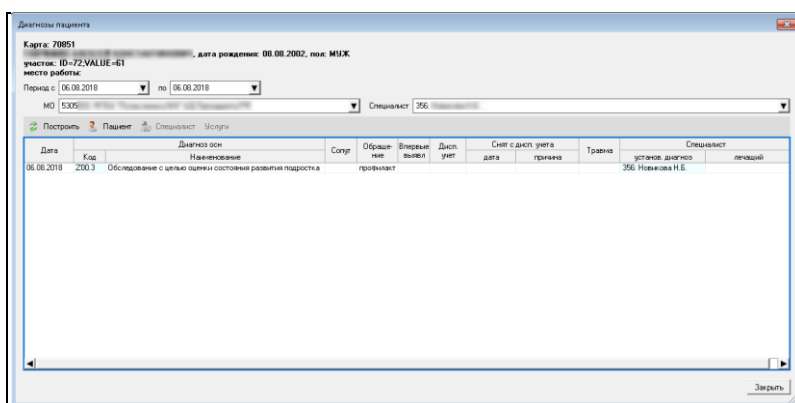 Диагнозы пациента
Карта: 70851
, дата рождения: 08.08.2002, пол: МУЖ
участок: ID=72;VALUE=61
место работы:
Период с 06.08.2018 по 06.08.2018
МО 5305 Специалист 356:
Построить Пациент Специалист Услуги
Дата Диагноз осн Сопут Обраще-ние Впервые выявл Дисп. учет Снят с дисп. учета Травма Специалист
Код Наименование дата причина установ. диагноз лечащий
06.08.2018 Z00.3 Обследование с целью оценки состояния развития подростка профилакт 356: Новикова Н.Б.
Закрыть